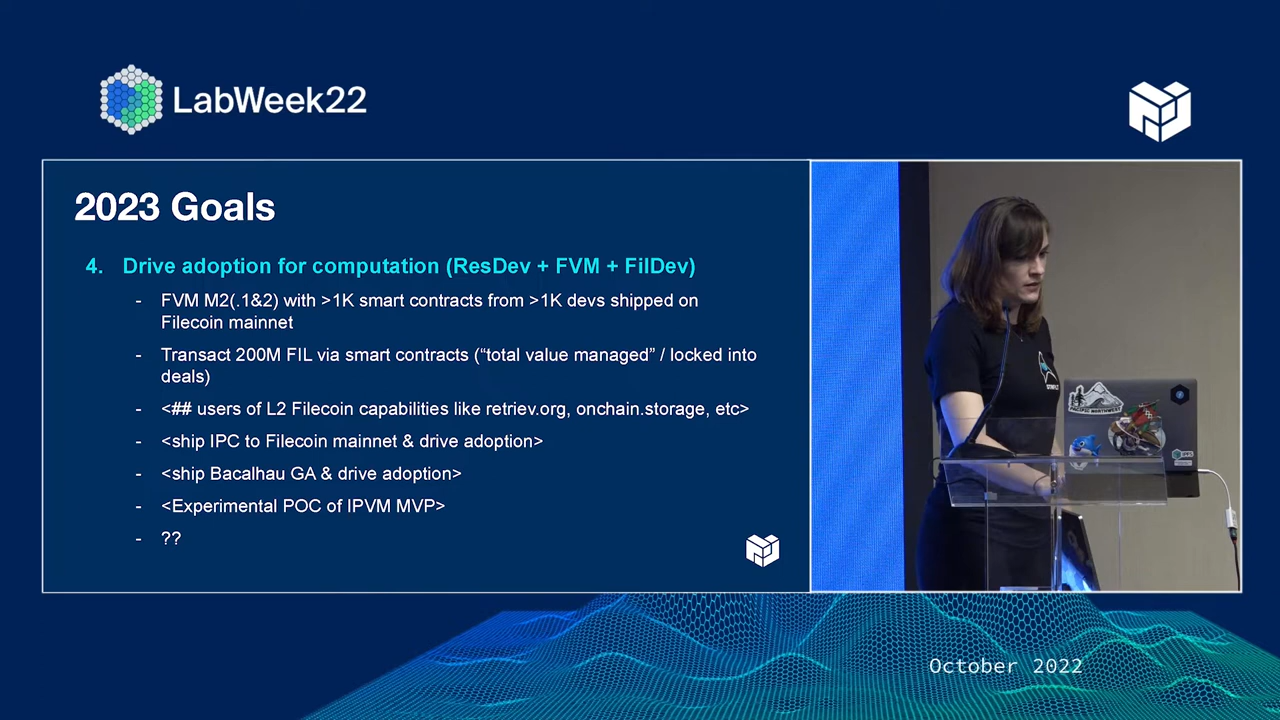 LabWeek22
2023 Goals
4. Drive adoption for computation (ResDev + FVM + FilDev)
- FVM M2(.1&2) with >1K smart contracts from >1K devs shipped on
Filecoin mainnet
- Transact 200M FIL via smart contracts (“total value managed” / locked into
deals)
- <## users of L2 Filecoin capabilities like retriev.org, onchain.storage, etc>
- <ship IPC to Filecoin mainnet & drive adoption>
- <ship Bacalhau GA & drive adoption>
- <Experimental POC of IPVM MVP>
- ??
PACIFIC NORTHWEST
IPFS
October 2022